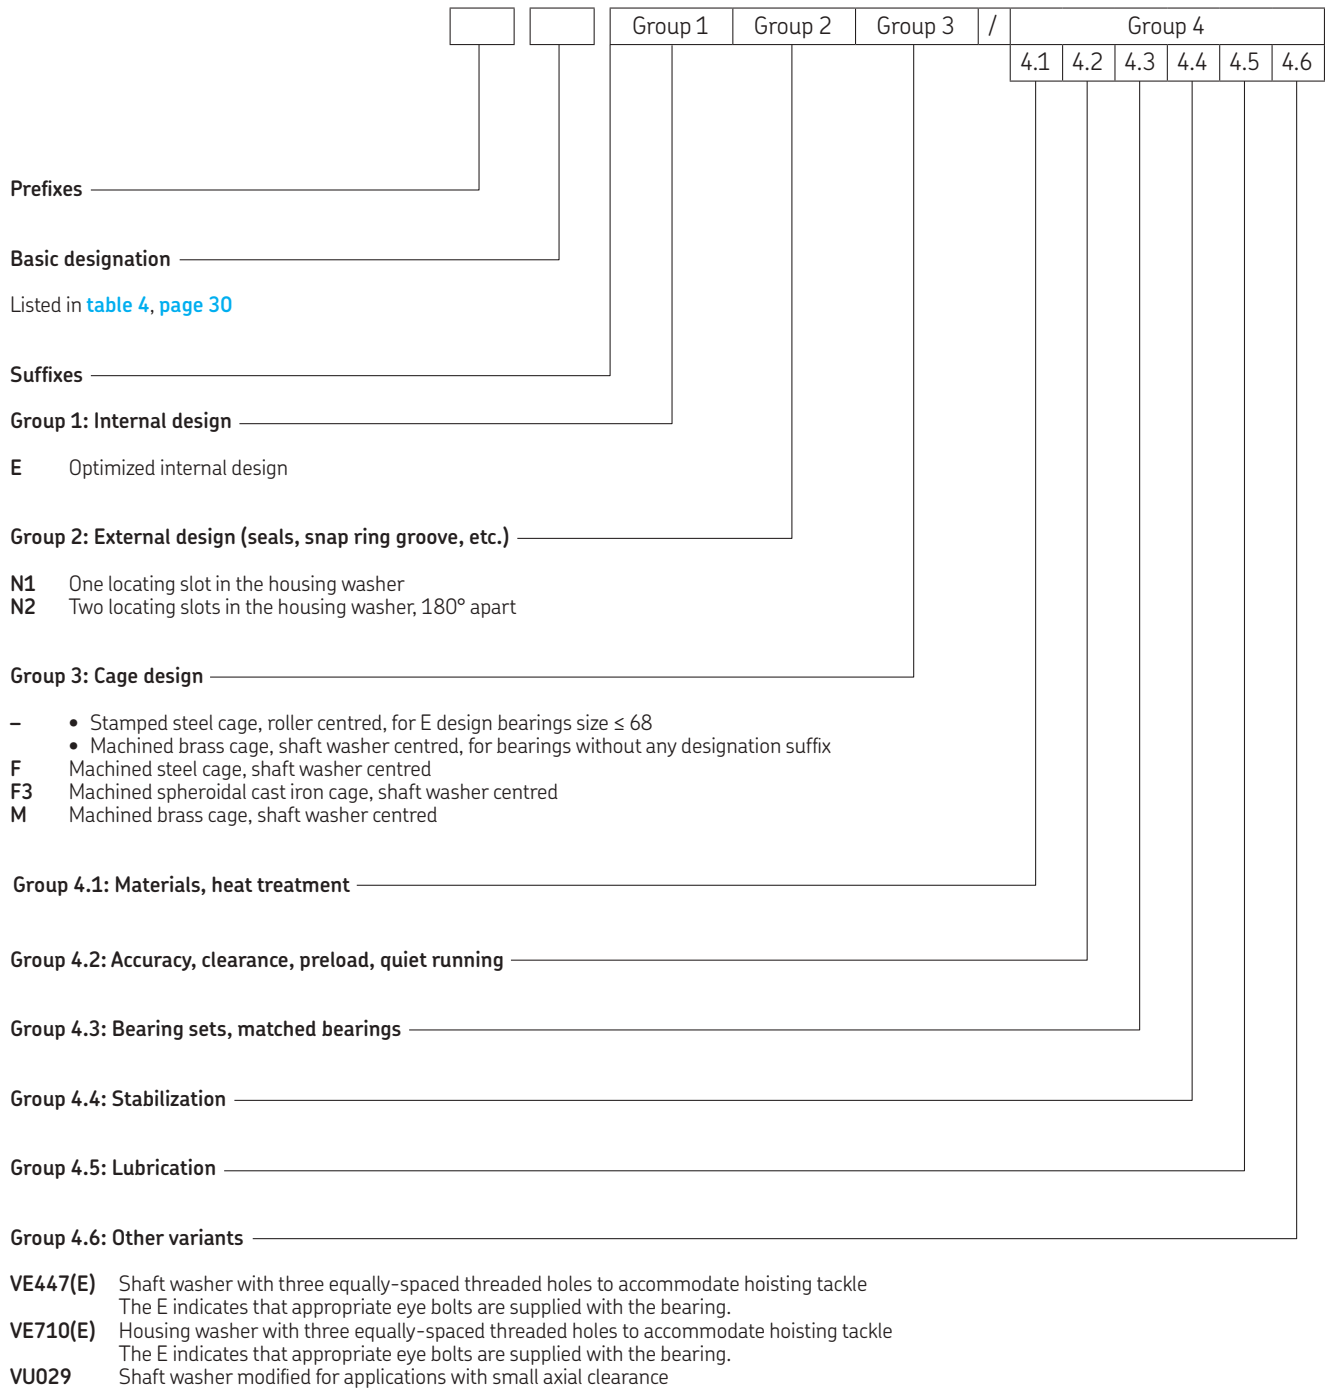 Group 1 Group 2 Group 3 / Group 4
4.1 4.2 4.3 4.4 4.5 4.6
Prefixes
Basic designation
Listed in table 4, page 30
Suffixes
Group 1: Internal design
E Optimized internal design
Group 2: External design (seals, snap ring groove, etc.)
N1 One locating slot in the housing washer
N2 Two locating slots in the housing washer, 180° apart
Group 3: Cage design
– • Stamped steel cage, roller centred, for E design bearings size ≤ 68
• Machined brass cage, shaft washer centred, for bearings without any designation suffix
F Machined steel cage, shaft washer centred
F3 Machined spheroidal cast iron cage, shaft washer centred
M Machined brass cage, shaft washer centred
Group 4.1: Materials, heat treatment
Group 4.2: Accuracy, clearance, preload, quiet running
Group 4.3: Bearing sets, matched bearings
Group 4.4: Stabilization
Group 4.5: Lubrication
Group 4.6: Other variants
VE447(E) Shaft washer with three equally-spaced threaded holes to accommodate hoisting tackle
The E indicates that appropriate eye bolts are supplied with the bearing.
VE710(E) Housing washer with three equally-spaced threaded holes to accommodate hoisting tackle
The E indicates that appropriate eye bolts are supplied with the bearing.
VU029 Shaft washer modified for applications with small axial clearance